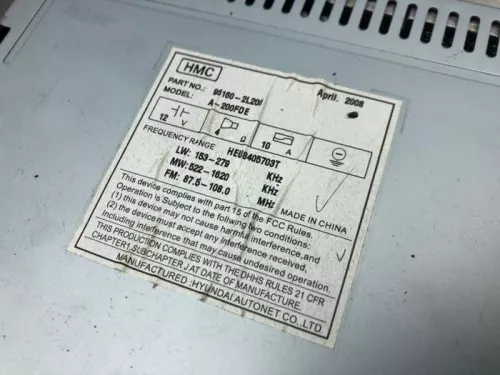 HMC
PART NO.: 96160-2L200 April. 2008
MODEL: A-200FDE
12 V 4 Ω 10 A
FREQUENCY RANGE HEU8405703T
LW: 153-279 KHz
MW: 522-1620 KHz
FM: 87.5-108.0 MHz
MADE IN CHINA
This device complies with part 15 of the FCC Rules.
Operation is Subject to the follwing two conditions:
(1) this device may not cause harmful interference, and
(2) the device must accept any interference received,
Including interference that may cause undesired operation.
THIS PRODUCTION COMPLIES WITH THE DHHS RULES 21 CFR
CHAPTER1.SUBCHAPTER J.AT DATE OF MANUFACTURE.
MANUFACTURED :HYUNDAI AUTONET CO.,LTD